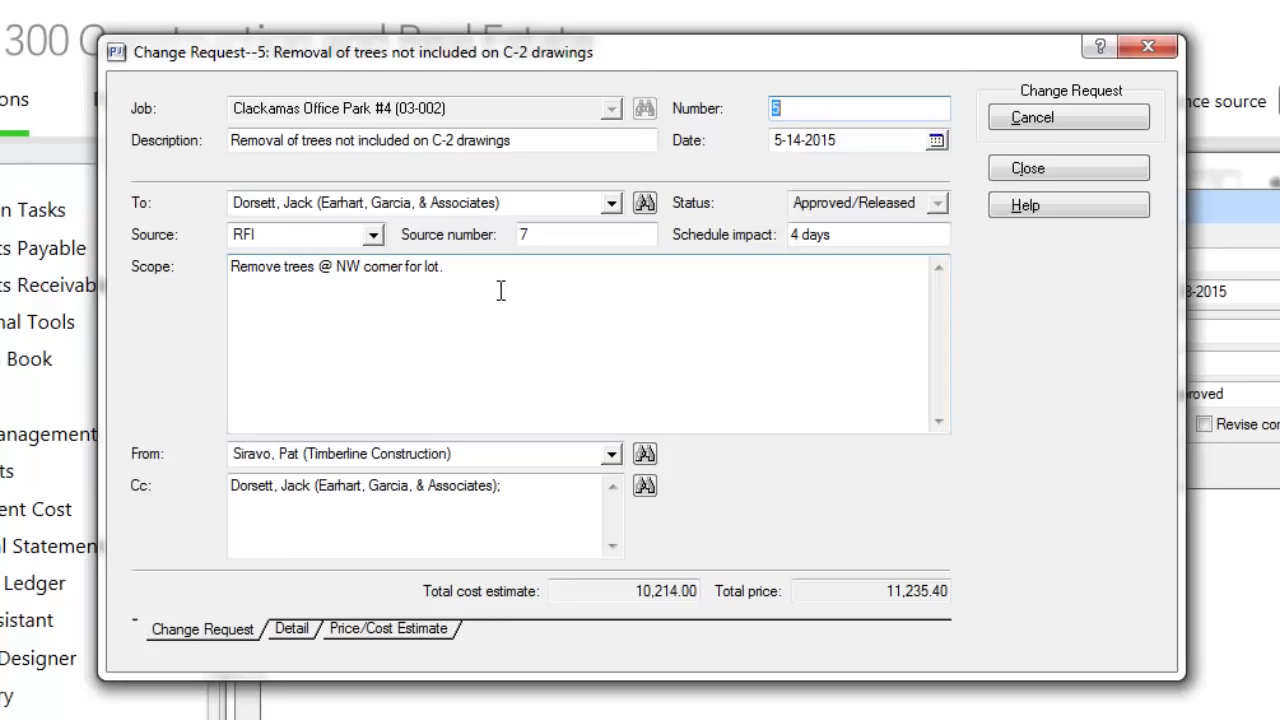 300 Construction and Real Estate
Change Request--5: Removal of trees not included on C-2 drawings
?
Change Request
ons
nce source
Job:
Clackamas Office Park #4 (03-002)
Number:
5
Cancel
Description:
Removal of trees not included on C-2 drawings
Date:
5-14-2015
Close
n Tasks
To:
Dorsett, Jack (Earhart, Garcia, & Associates)
Status:
Approved/Released
Help
Source:
RFI
Source number:
7
Schedule impact:
4 days
ts Payable
Scope:
Remove trees @ NW corner for lot.
ts Receivab
8-2015
nal Tools
Book
roved
Revise cor
anagement
From:
Siravo, Pat (Timberline Construction)
ts
Cc:
Dorsett, Jack (Earhart, Garcia, & Associates);
ent Cost
l Statemen
Ledger
Total cost estimate:
10,214.00
Total price:
11,235.40
sistant
Change Request
Detail
Price/Cost Estimate
Designer
ry